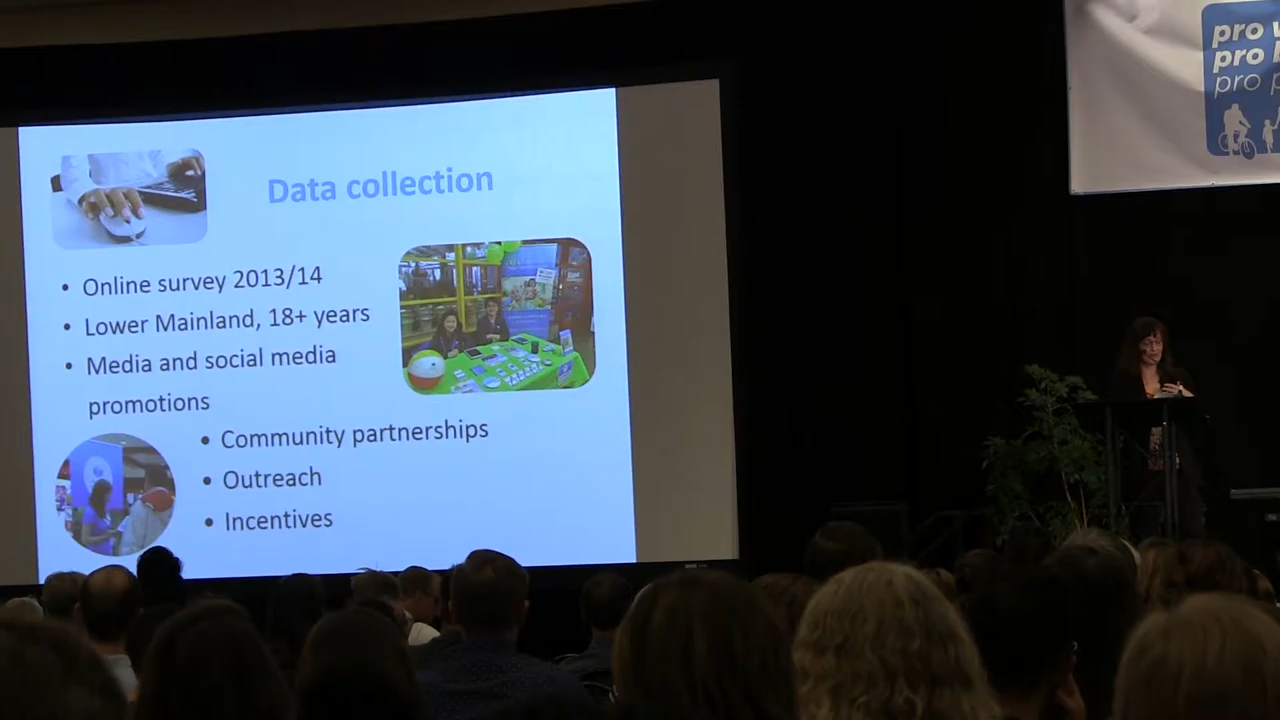 Data collection
• Online survey 2013/14
• Lower Mainland, 18+ years
• Media and social media
promotions
• Community partnerships
• Outreach
• Incentives
pro
pro
pro